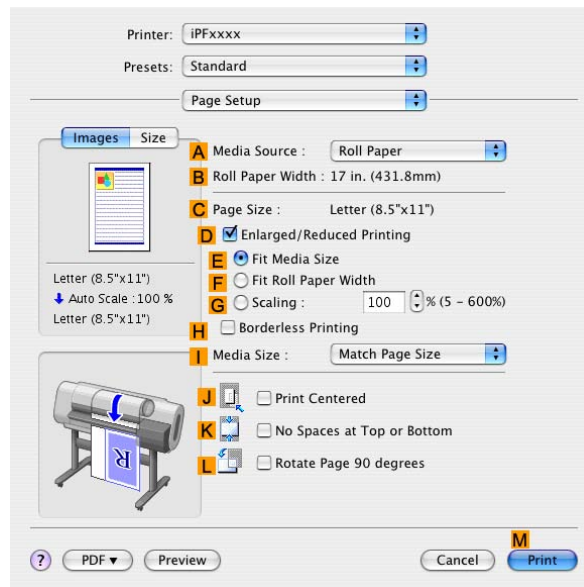 Printer: iPFxxxx
Presets: Standard
Page Setup
Images Size
A Media Source : Roll Paper
B Roll Paper Width : 17 in. (431.8mm)
C Page Size : Letter (8.5"x11")
D Enlarged/Reduced Printing
E Fit Media Size
F Fit Roll Paper Width
G Scaling : 100 % (5 - 600%)
Letter (8.5"x11")
Auto Scale :100 %
Letter (8.5"x11")
H Borderless Printing
I Media Size : Match Page Size
J Print Centered
K No Spaces at Top or Bottom
L Rotate Page 90 degrees
R
M
? PDF▼ Preview Cancel Print